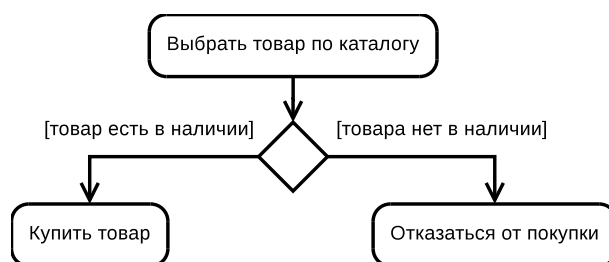 Выбрать товар по каталогу
[товар есть в наличии]
[товара нет в наличии]
Купить товар
Отказаться от покупки